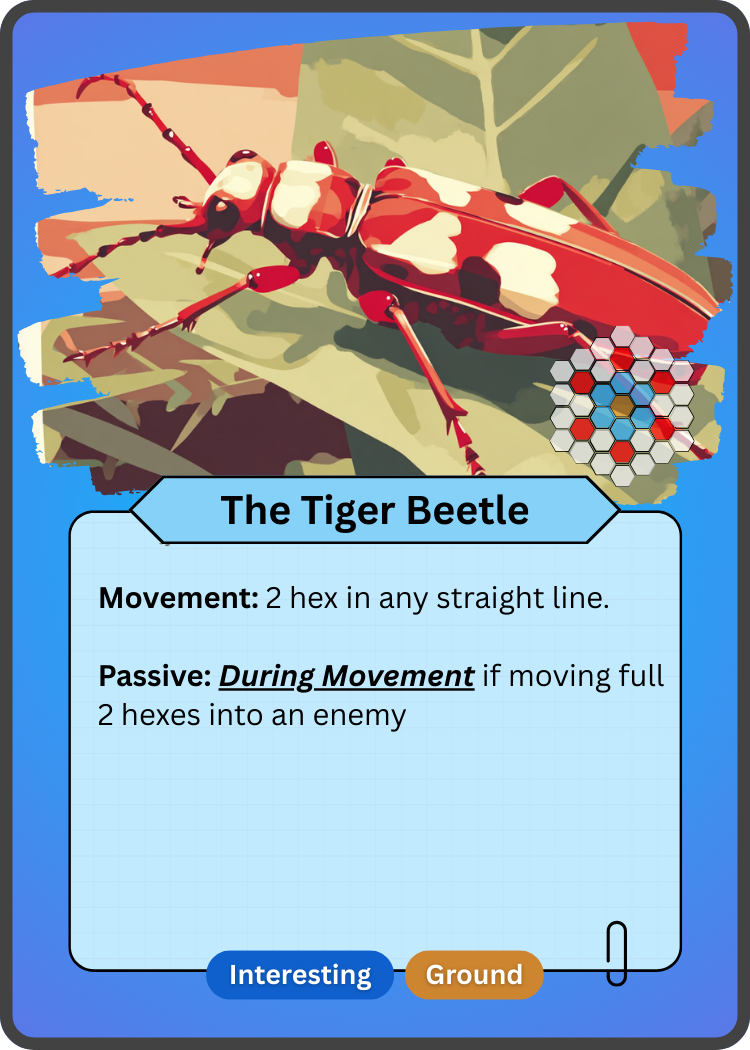 The Tiger Beetle
Movement: 2 hex in any straight line.
Passive: During Movement if moving full
2 hexes into an enemy
Interesting
Ground